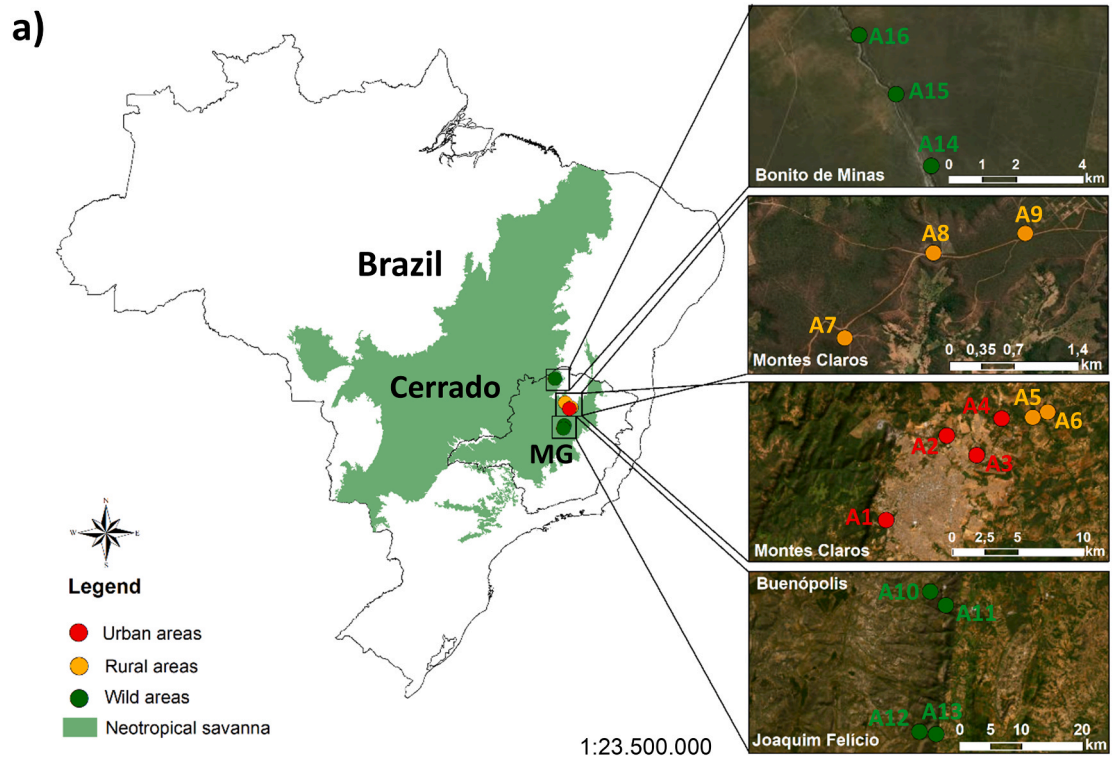 a)
Brazil
Cerrado
MG
N
W
E
S
Legend
Urban areas
Rural areas
Wild areas
Neotropical savanna
1:23.500.000
A16
A15
A14
0 1 2 4
km
Bonito de Minas
A9
A8
A7
0 0,35 0,7 1,4
km
Montes Claros
A4
A5
A6
A2
A3
A1
0 2,5 5 10
km
Montes Claros
Buenópolis
A10
A11
A12
A13
0 5 10 20
km
Joaquim Felício